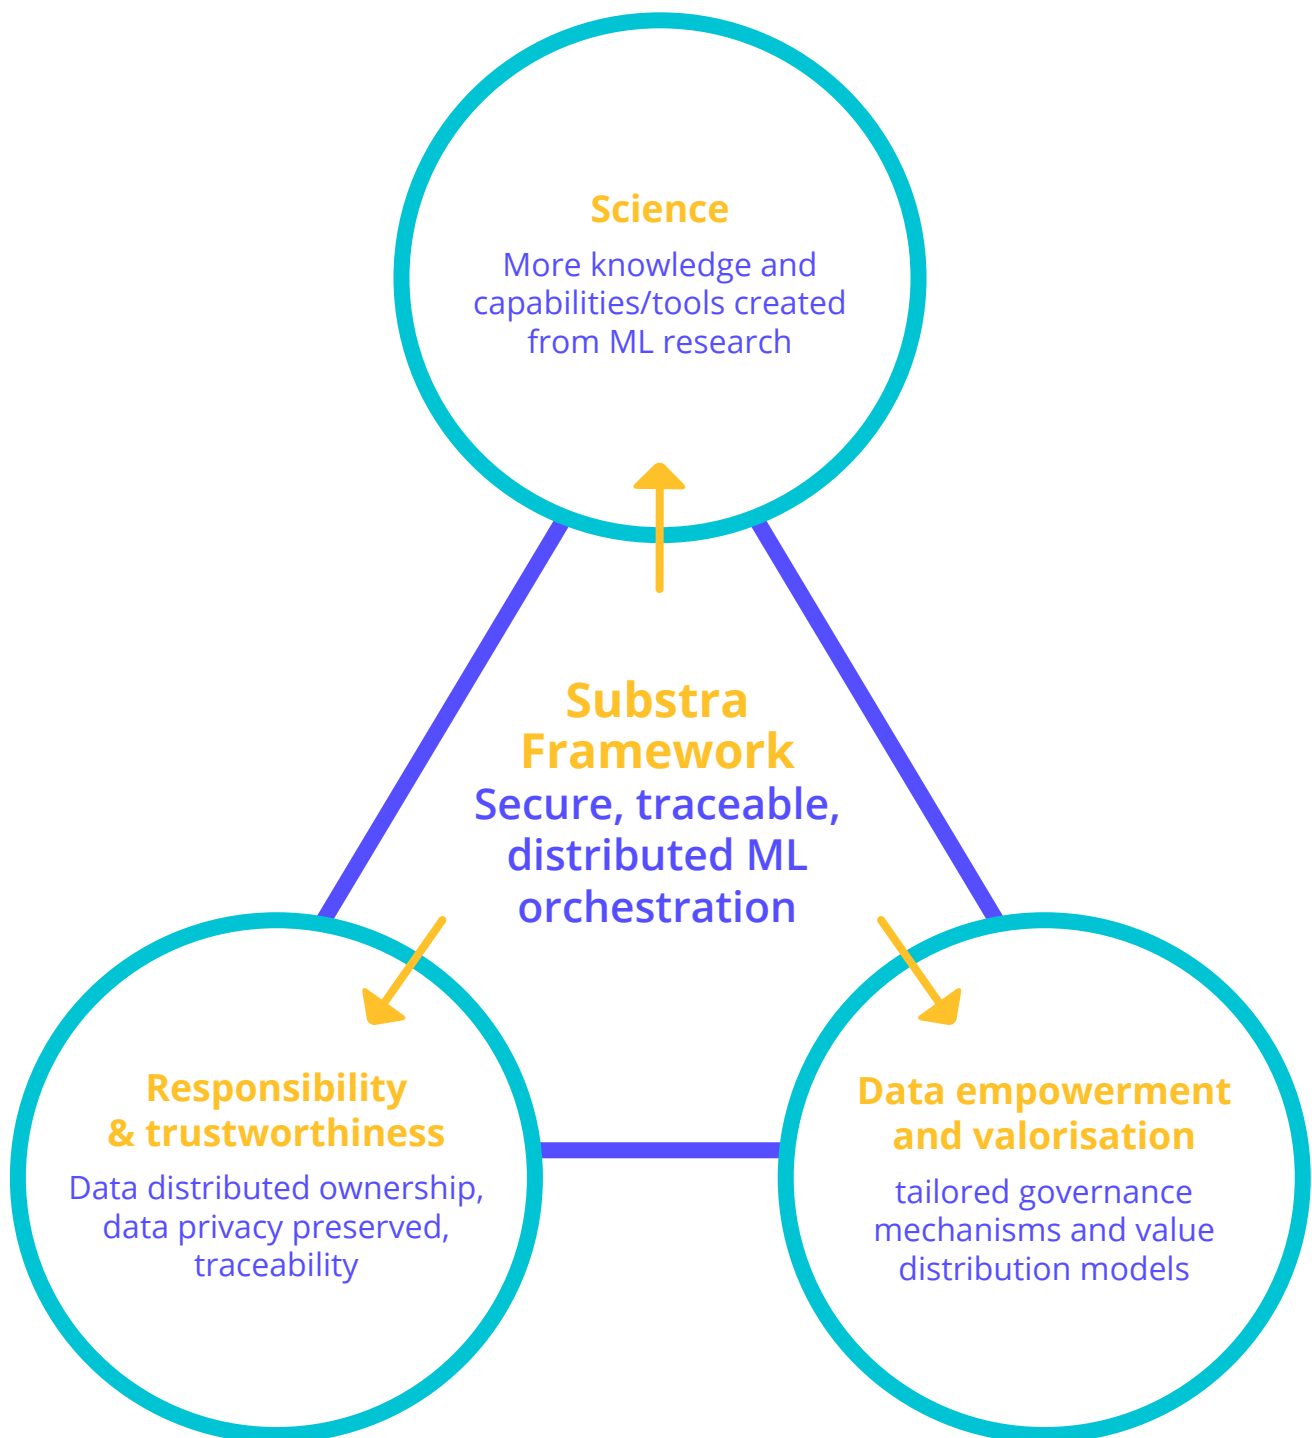 Science
More knowledge and
capabilities/tools created
from ML research
Substra
Framework
Secure, traceable,
distributed ML
orchestration
Responsibility
& trustworthiness
Data distributed ownership,
data privacy preserved,
traceability
Data empowerment
and valorisation
tailored governance
mechanisms and value
distribution models